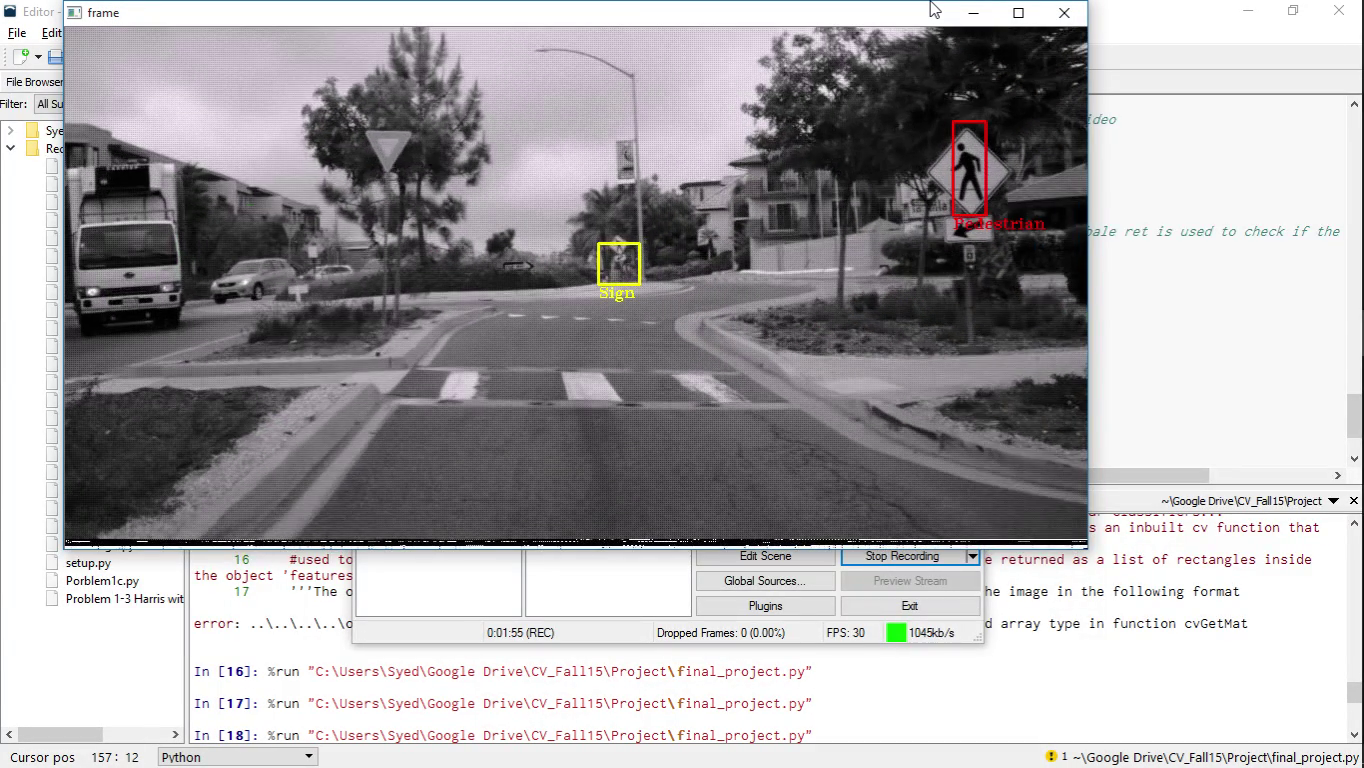 Editor -
frame
File Edit
File Browser
Filter: All Su
Sye
Rec
ideo
bale ret is used to check if the
Pedestrian
Sign
~\Google Drive\CV_Fall15\Project
s an inbuilt cv function that
16 #used to
e returned as a list of rectangles inside
the object 'features
17 '''The o
he image in the following format
error: ..\..\..\..\o
d array type in function cvGetMat
setup.py
Porblem1c.py
Problem 1-3 Harris wit
Edit Scene
Stop Recording
Global Sources...
Preview Stream
Plugins
Exit
0:01:55 (REC)
Dropped Frames: 0 (0.00%)
FPS: 30
1045kb/s
In [16]: %run "C:\Users\Syed\Google Drive\CV_Fall15\Project\final_project.py"
In [17]: %run "C:\Users\Syed\Google Drive\CV_Fall15\Project\final_project.py"
In [18]: %run "C:\Users\Syed\Google Drive\CV_Fall15\Project\final_project.py"
Cursor pos 157: 12 Python
1 ~\Google Drive\CV_Fall15\Project\final_project.py